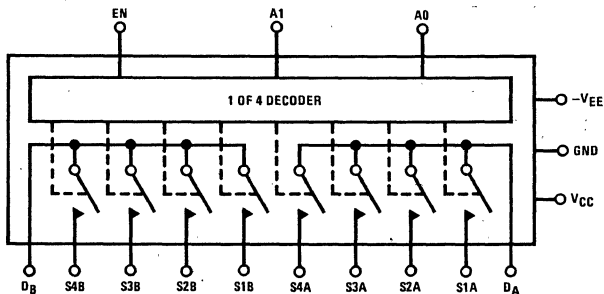 EN A1 A0
1 OF 4 DECODER
-VEE
GND
VCC
DB S4B S3B S2B S1B S4A S3A S2A S1A DA